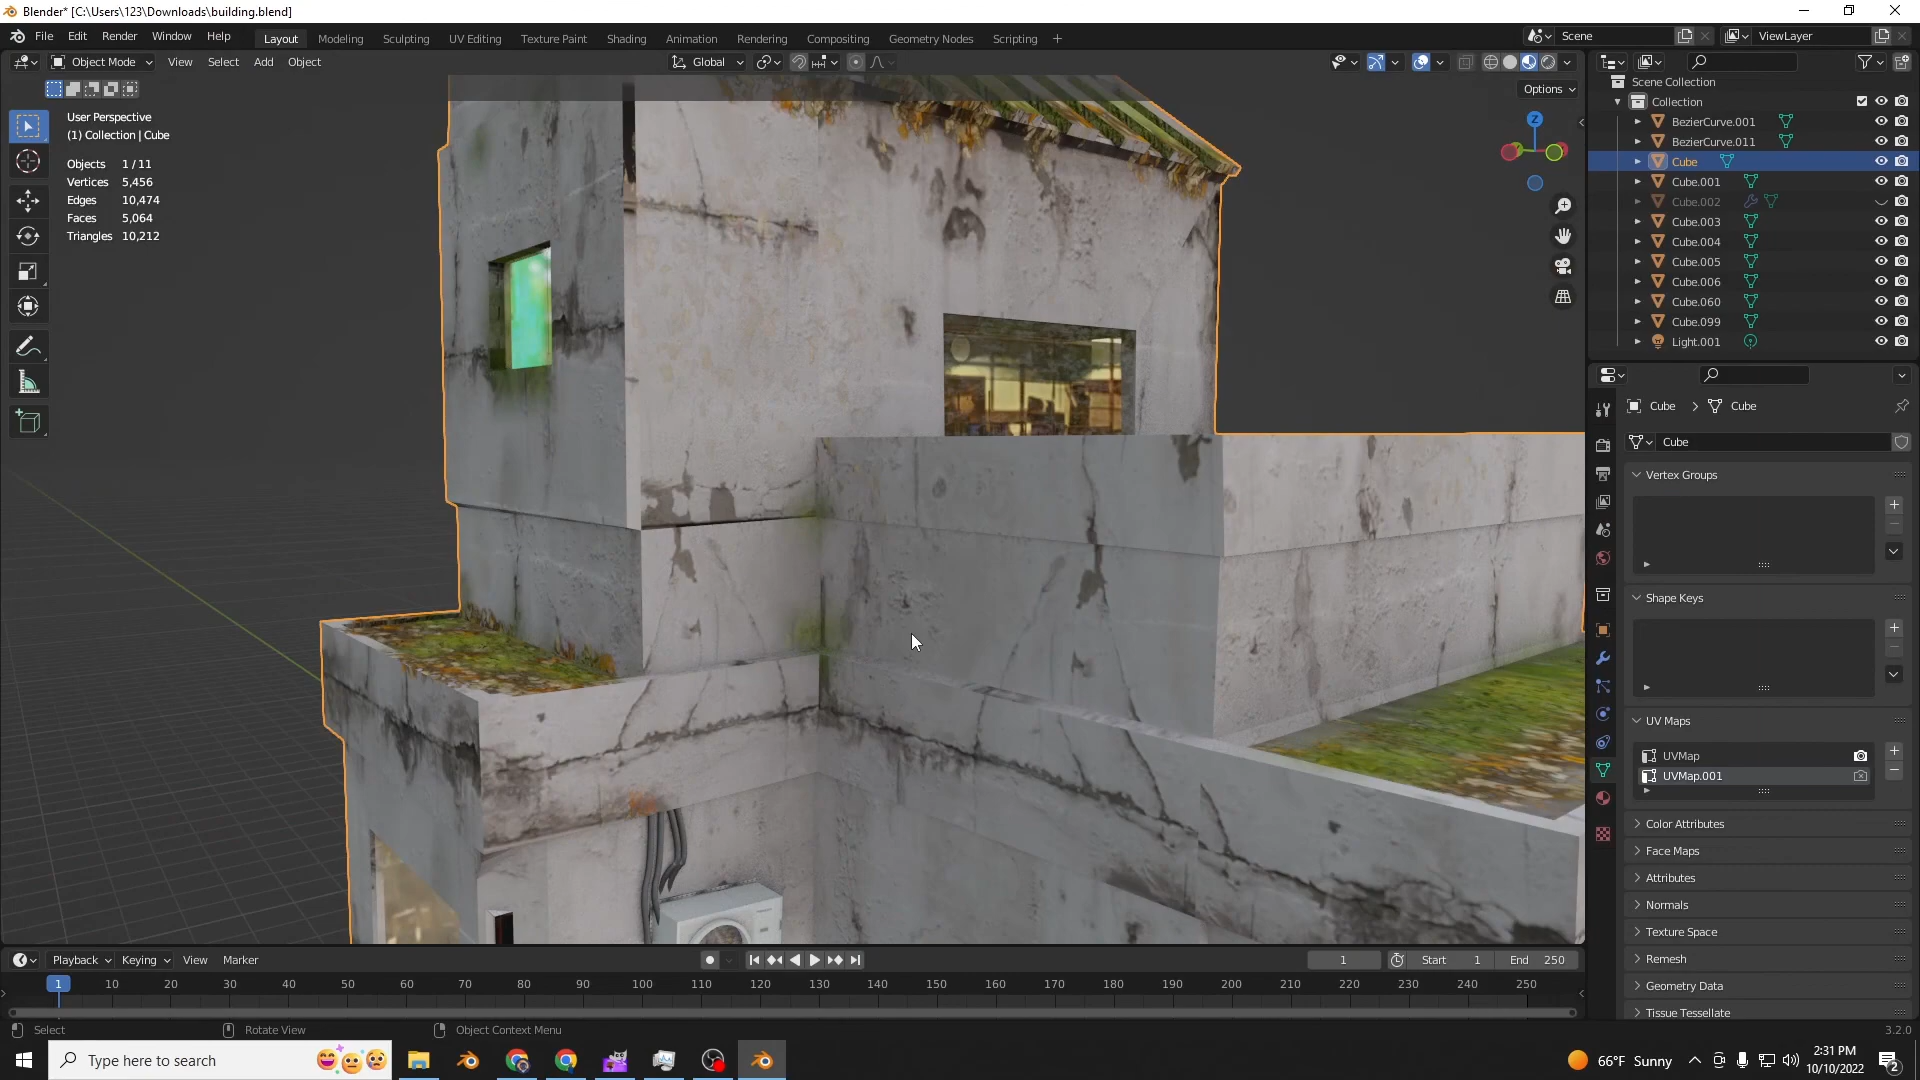 Blender* [C:\Users\123\Downloads\building.blend]
File Edit Render Window Help
Layout Modeling Sculpting UV Editing Texture Paint Shading Animation Rendering Compositing Geometry Nodes Scripting +
Scene
ViewLayer
Object Mode
View Select Add Object
Global
Options
User Perspective
(1) Collection | Cube
Objects 1 / 11
Vertices 5,456
Edges 10,474
Faces 5,064
Triangles 10,212
Z
Scene Collection
Collection
BezierCurve.001
BezierCurve.011
Cube
Cube.001
Cube.002
Cube.003
Cube.004
Cube.005
Cube.006
Cube.060
Cube.099
Light.001
Cube > Cube
Cube
Vertex Groups
Shape Keys
UV Maps
UVMap
UVMap.001
Color Attributes
Face Maps
Attributes
Normals
Texture Space
Remesh
Geometry Data
Tissue Tessellate
Playback Keying View Marker
1
Start 1
End 250
1 10 20 30 40 50 60 70 80 90 100 110 120 130 140 150 160 170 180 190 200 210 220 230 240 250
Select
Rotate View
Object Context Menu
3.2.0
Type here to search
66°F Sunny
2:31 PM
10/10/2022
2